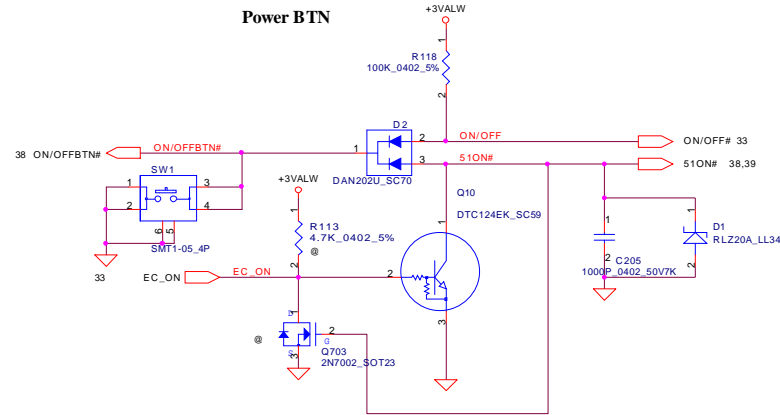 Power BTN
+3VALW
1
R118
100K_0402_5%
2
D2
38 ON/OFFBTN#
ON/OFFBTN#
1
2
ON/OFF
ON/OFF# 33
3
51ON#
51ON# 38,39
DAN202U_SC70
SW1
1
3
2
4
6
5
SMT1-05_4P
+3VALW
1
R113
4.7K_0402_5%
2
@
Q10
DTC124EK_SC59
1
2
3
33
EC_ON
EC_ON
1
D
@
2
G
3
S
Q703
2N7002_SOT23
1
2
C205
1000P_0402_50V7K
1
D1
RLZ20A_LL34
2